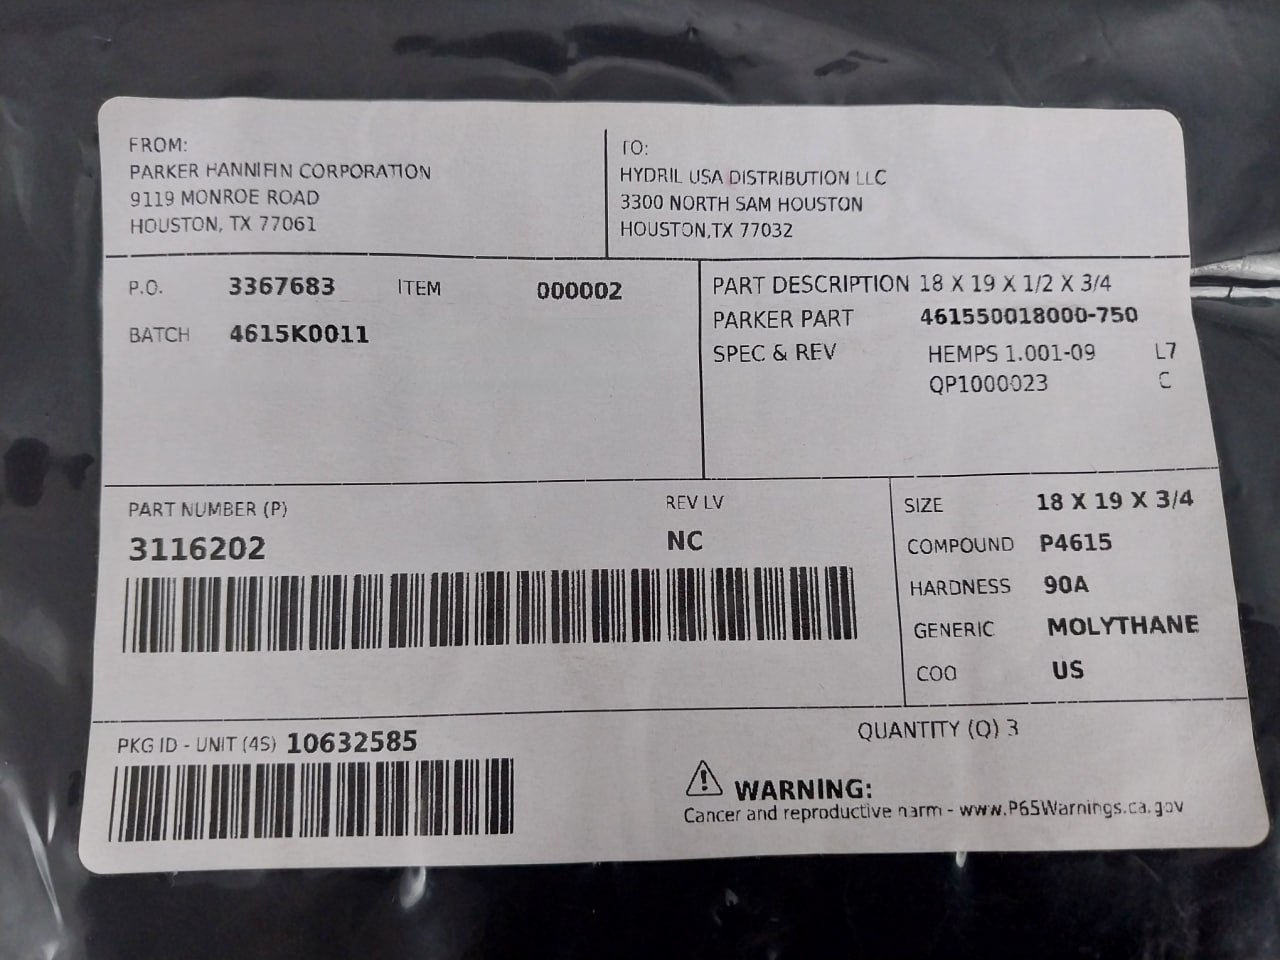 FROM:
PARKER HANNIFIN CORPORATION
9119 MONROE ROAD
HOUSTON, TX 77061
TO:
HYDRIL USA DISTRIBUTION LLC
3300 NORTH SAM HOUSTON
HOUSTON,TX 77032
P.O. 3367683 ITEM 000002
BATCH 4615K0011
PART DESCRIPTION 18 X 19 X 1/2 X 3/4
PARKER PART 461550018000-750
SPEC & REV HEMPS 1.001-09 L7
QP1000023 C
PART NUMBER (P) REV LV
3116202 NC
SIZE 18 X 19 X 3/4
COMPOUND P4615
HARDNESS 90A
GENERIC MOLYTHANE
COO US
PKG ID - UNIT (4S) 10632585
QUANTITY (Q) 3
WARNING:
Cancer and reproductive harm - www.P65Warnings.ca.gov